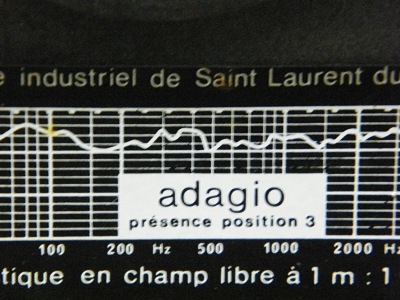 e industriel de Saint Laurent du
adagio
présence position 3
100 200 Hz 500 1000 2000 Hz
tique en champ libre à 1 m : 1